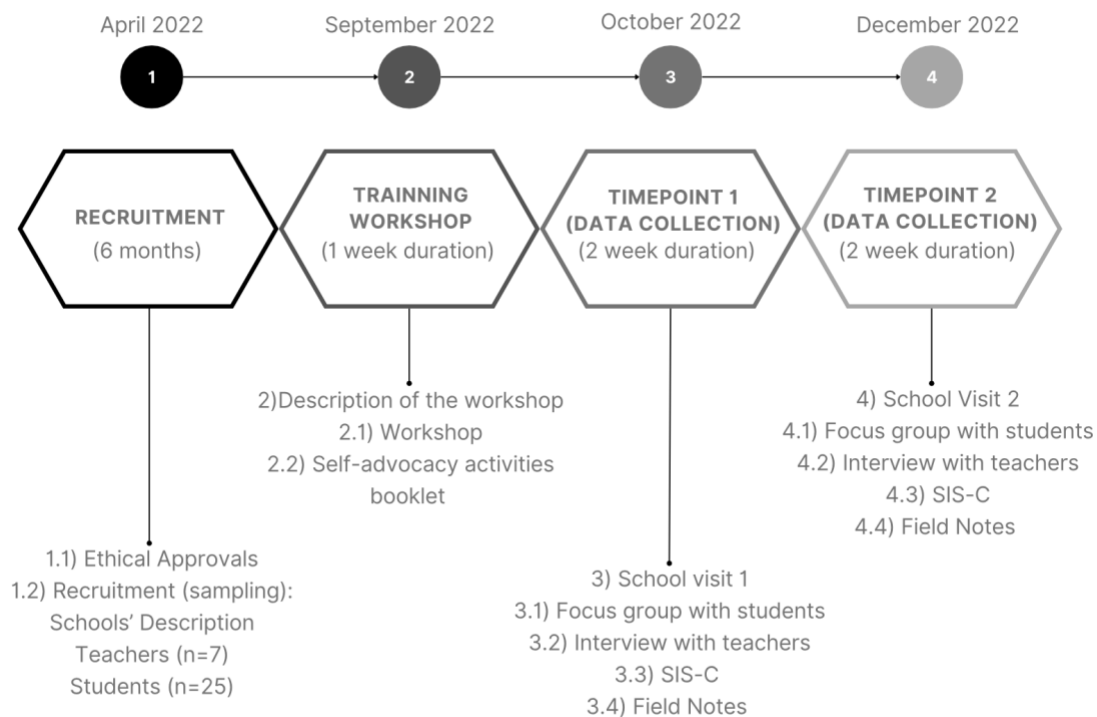 April 2022
September 2022
October 2022
December 2022
1
2
3
4
RECRUITMENT
(6 months)
TRAINNING
WORKSHOP
(1 week duration)
TIMEPOINT 1
(DATA COLLECTION)
(2 week duration)
TIMEPOINT 2
(DATA COLLECTION)
(2 week duration)
1.1) Ethical Approvals
1.2) Recruitment (sampling):
Schools’ Description
Teachers (n=7)
Students (n=25)
2)Description of the workshop
2.1) Workshop
2.2) Self-advocacy activities
booklet
3) School visit 1
3.1) Focus group with students
3.2) Interview with teachers
3.3) SIS-C
3.4) Field Notes
4) School Visit 2
4.1) Focus group with students
4.2) Interview with teachers
4.3) SIS-C
4.4) Field Notes